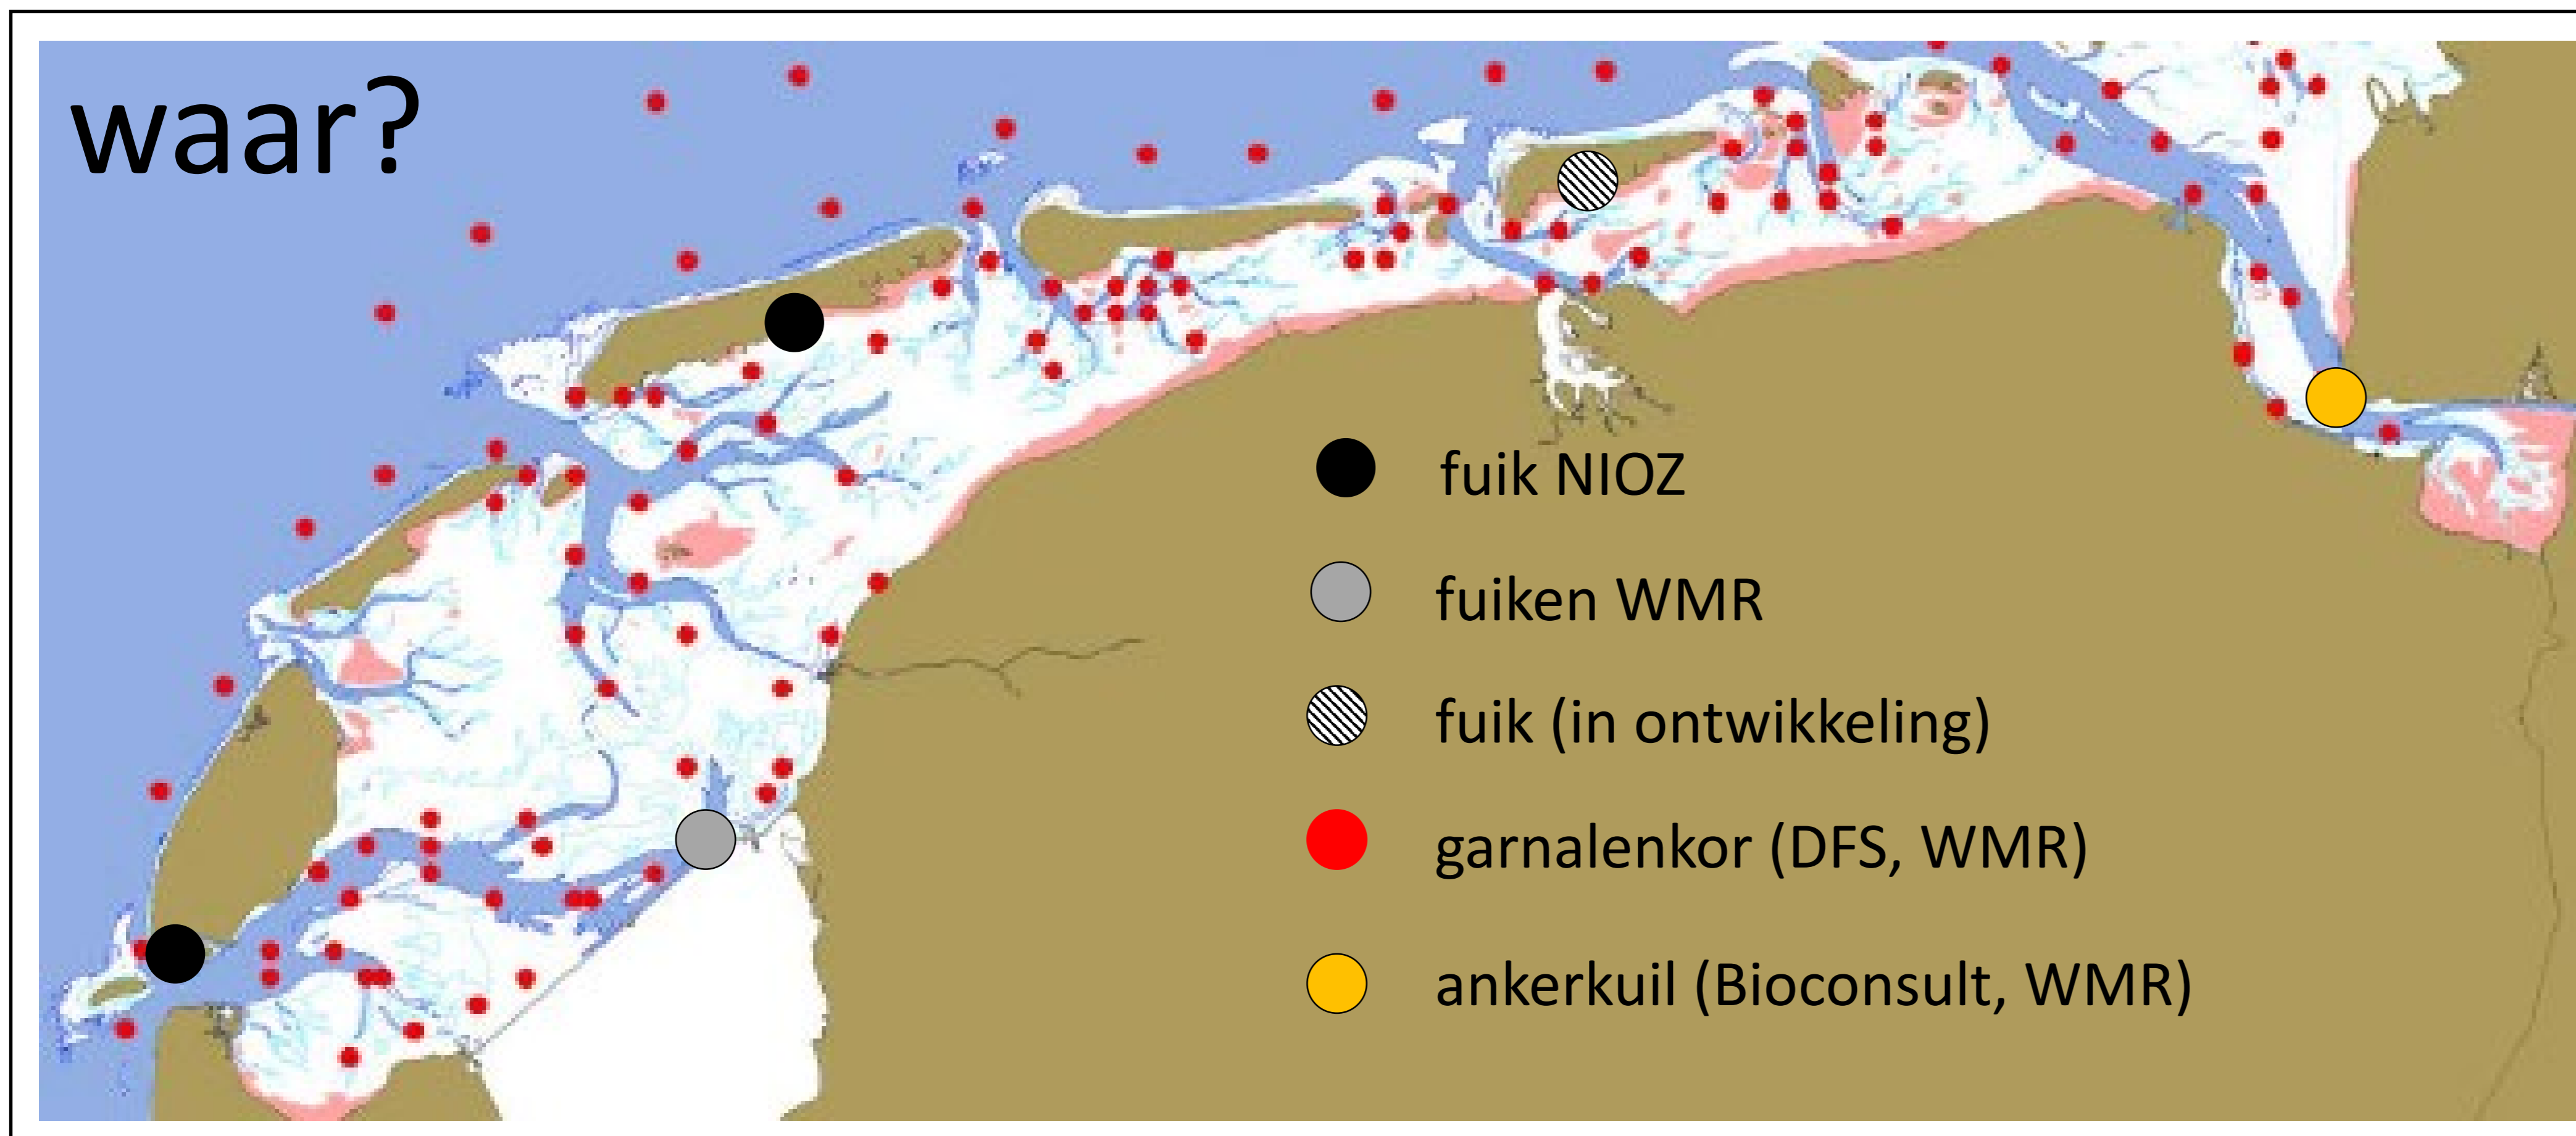 waar?
fuik NIOZ
fuiken WMR
fuik (in ontwikkeling)
garnalenkor (DFS, WMR)
ankerkuil (Bioconsult, WMR)